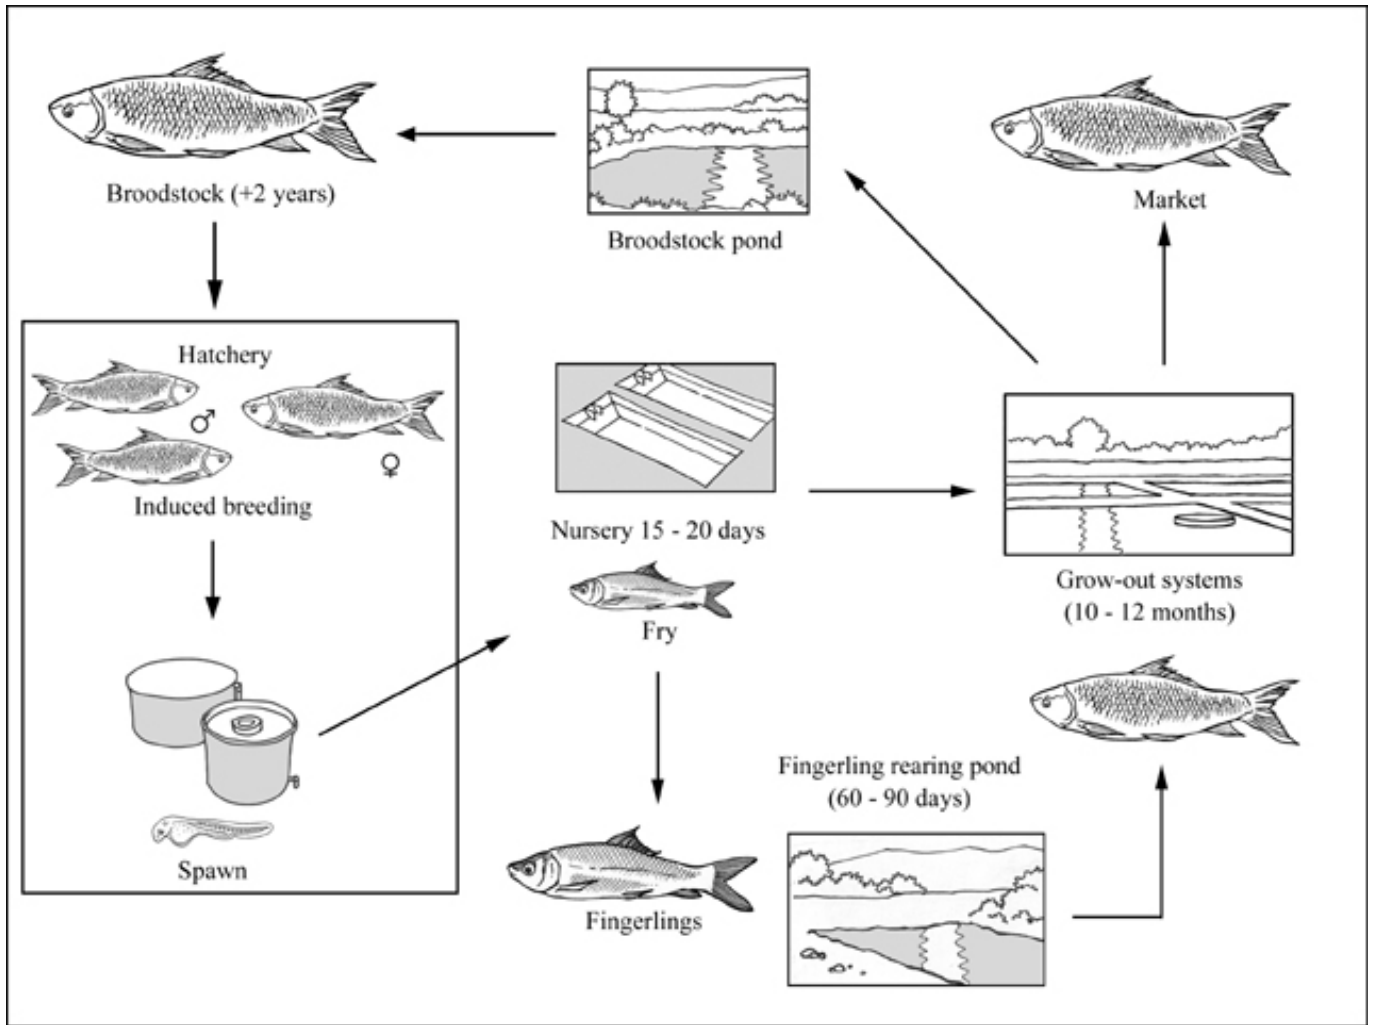 Broodstock (+2 years)
Broodstock pond
Market
Hatchery
♂
♀
Induced breeding
Spawn
Nursery 15 - 20 days
Fry
Fingerlings
Fingerling rearing pond
(60 - 90 days)
Grow-out systems
(10 - 12 months)